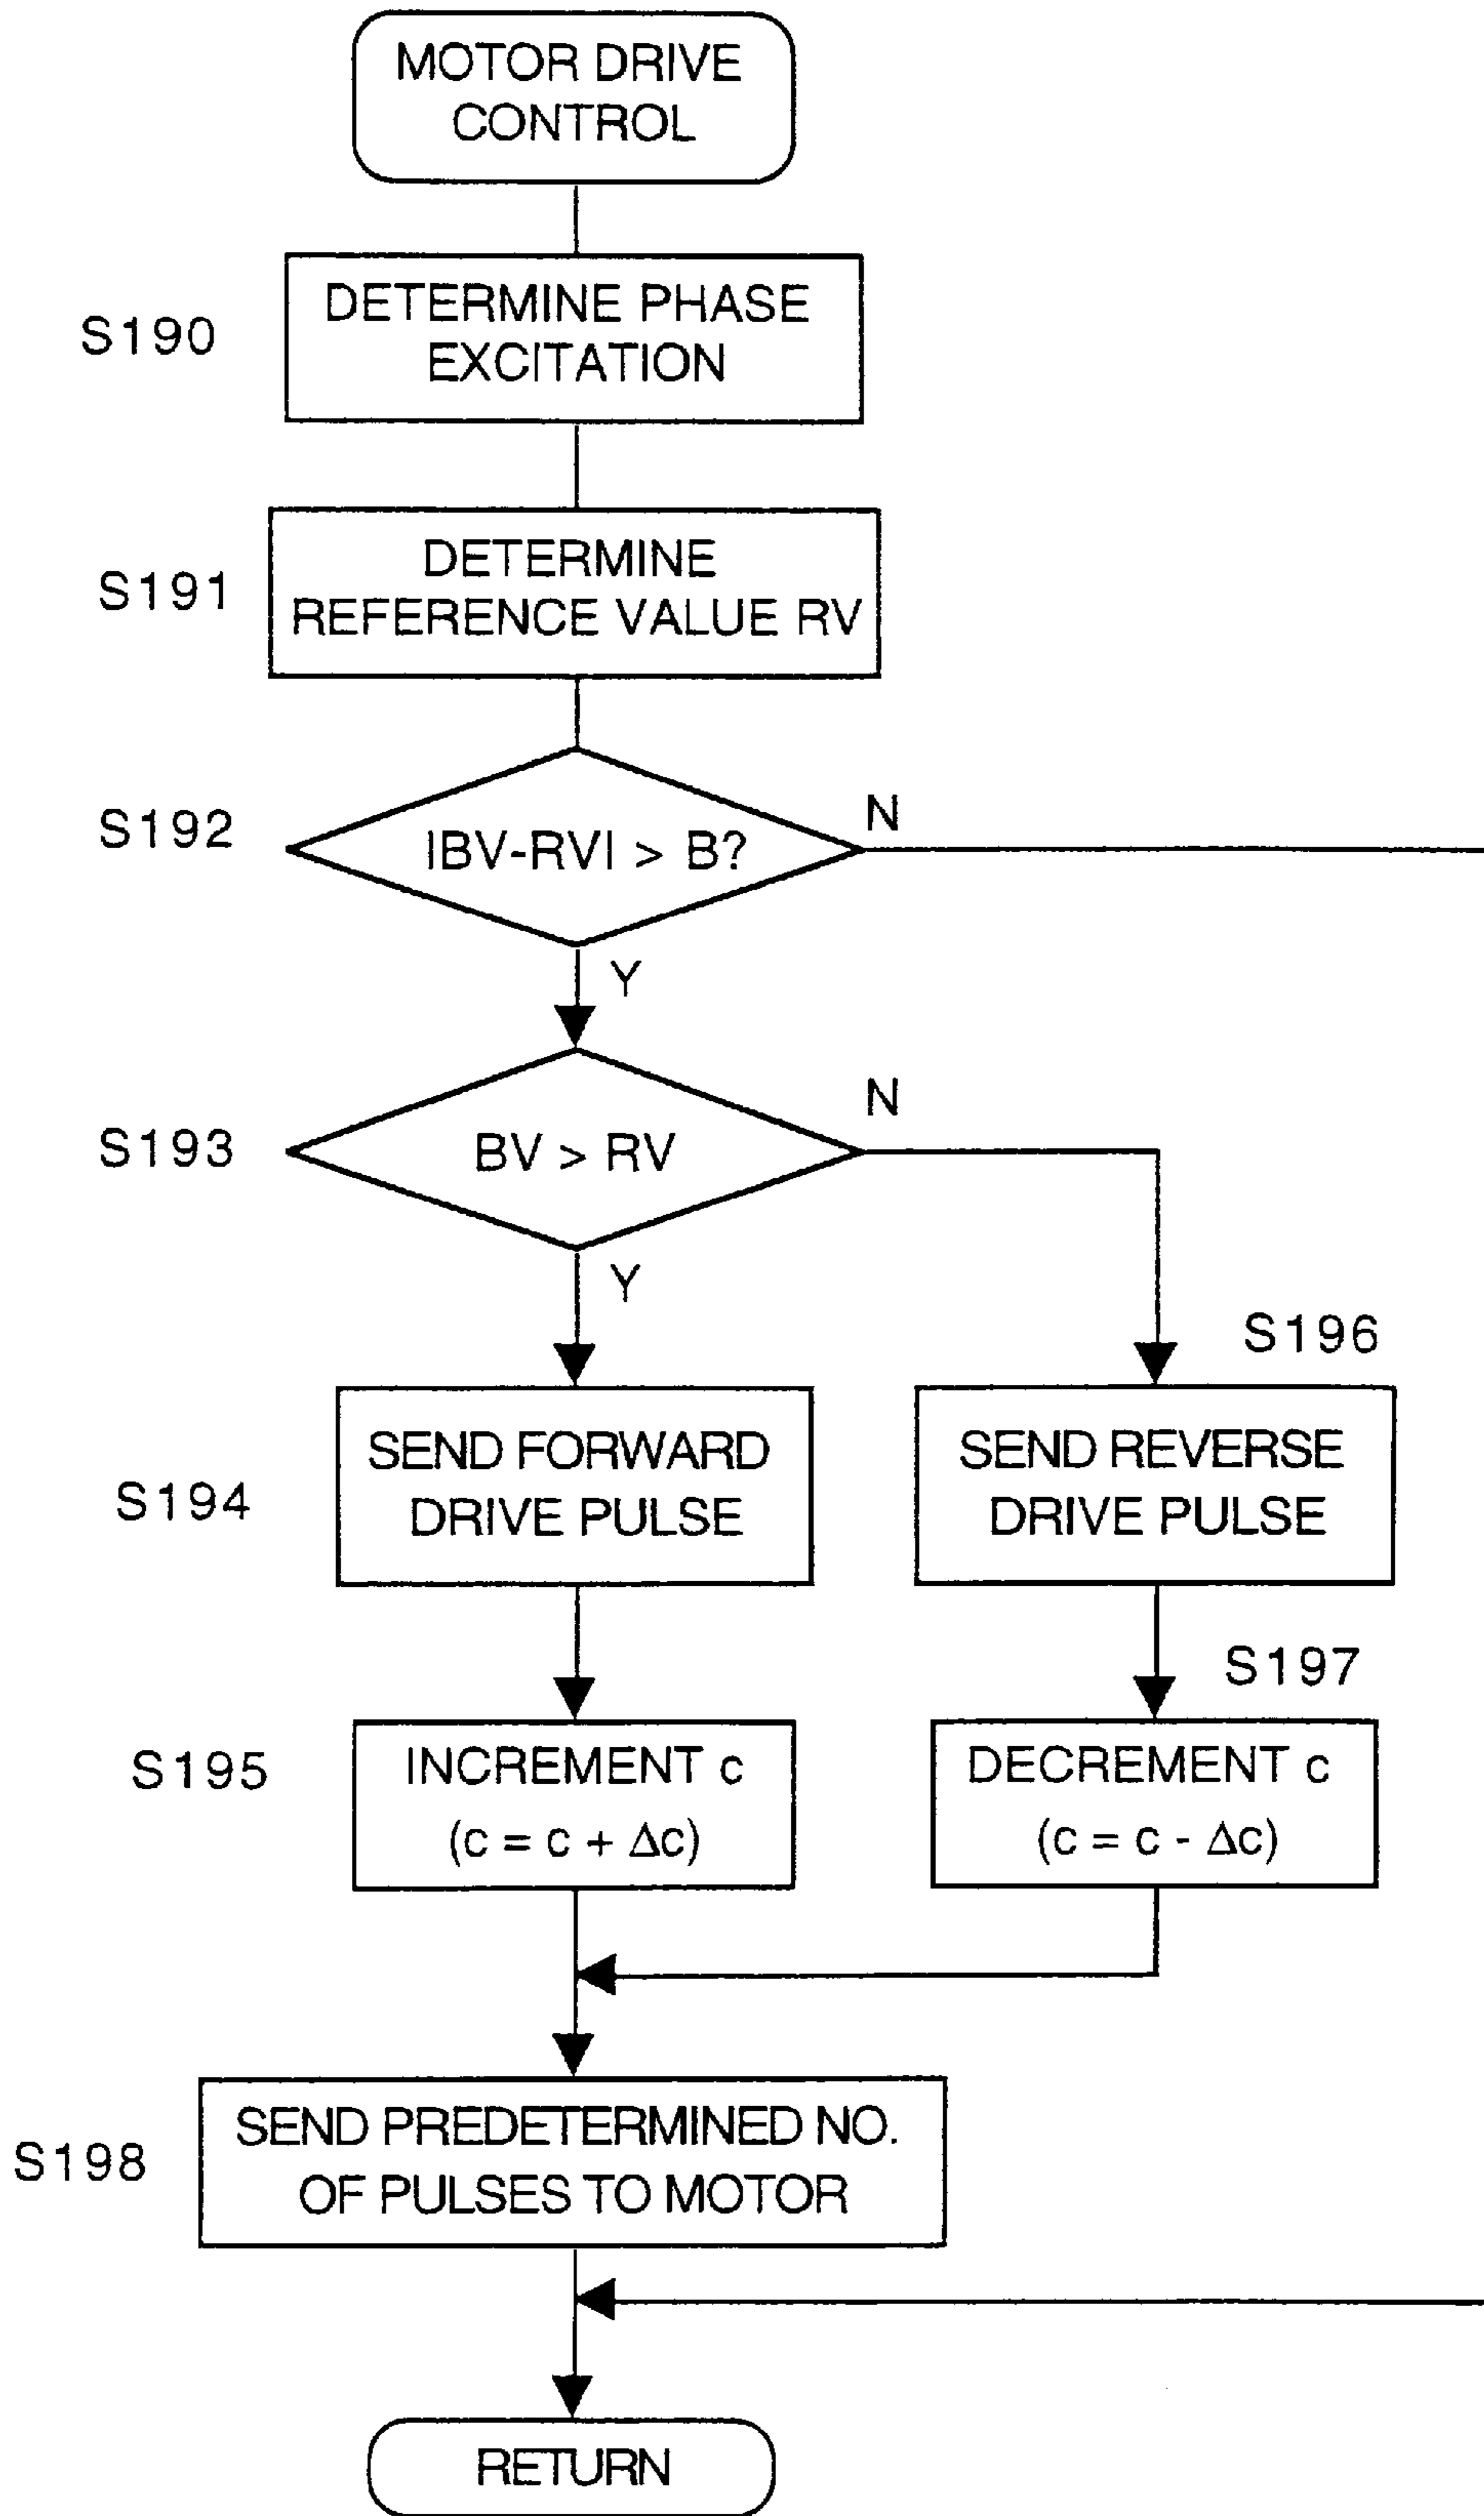 MOTOR DRIVE
CONTROL
S190
DETERMINE PHASE
EXCITATION
S191
DETERMINE
REFERENCE VALUE RV
S192
|BV-RV| > B?
N
Y
S193
BV > RV
N
Y
S194
SEND FORWARD
DRIVE PULSE
S196
SEND REVERSE
DRIVE PULSE
S195
INCREMENT c
(c = c + Δc)
S197
DECREMENT c
(c = c - Δc)
S198
SEND PREDETERMINED NO.
OF PULSES TO MOTOR
RETURN